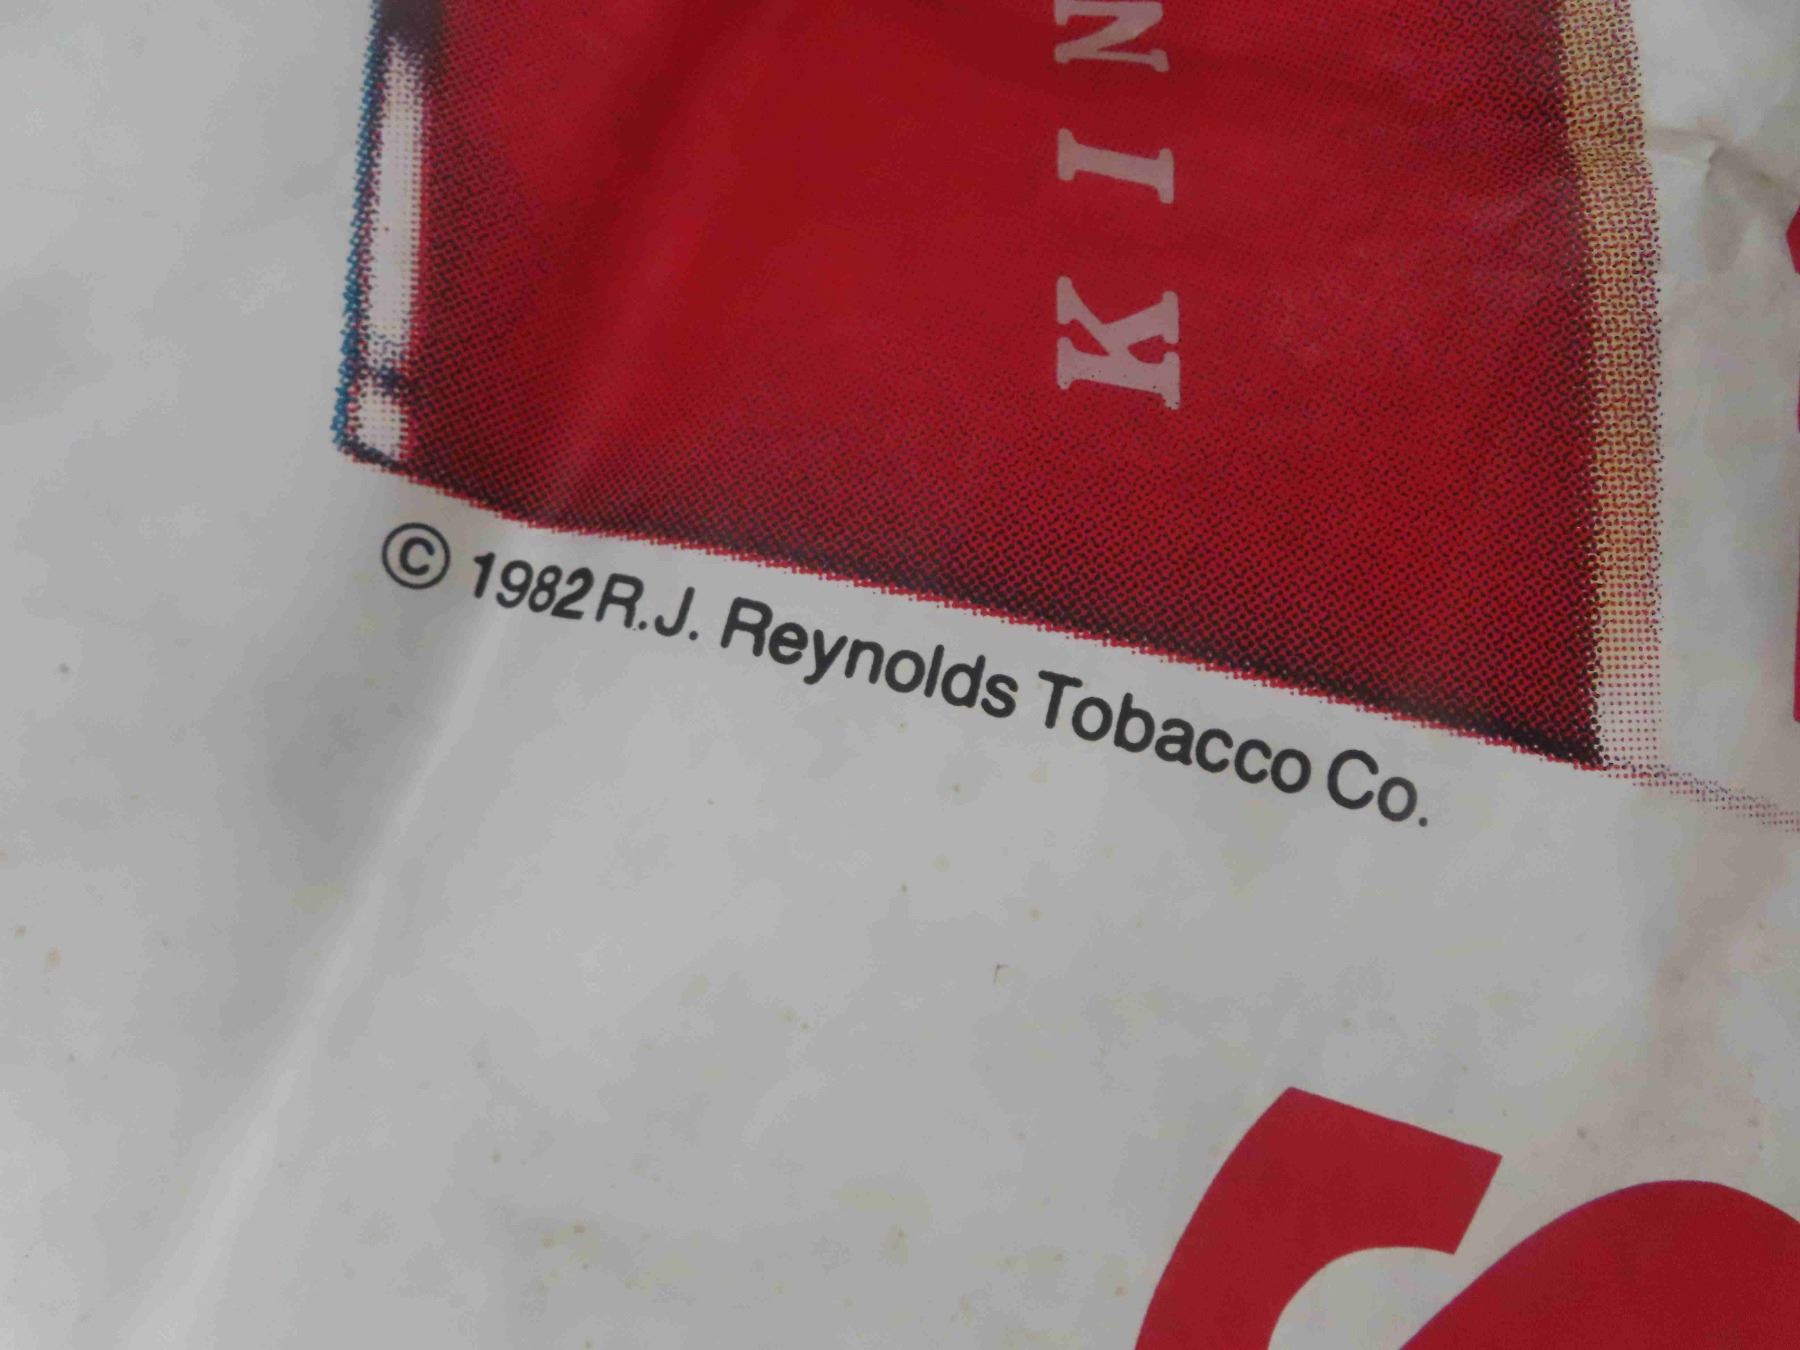 KIN
© 1982 R.J. Reynolds Tobacco Co.